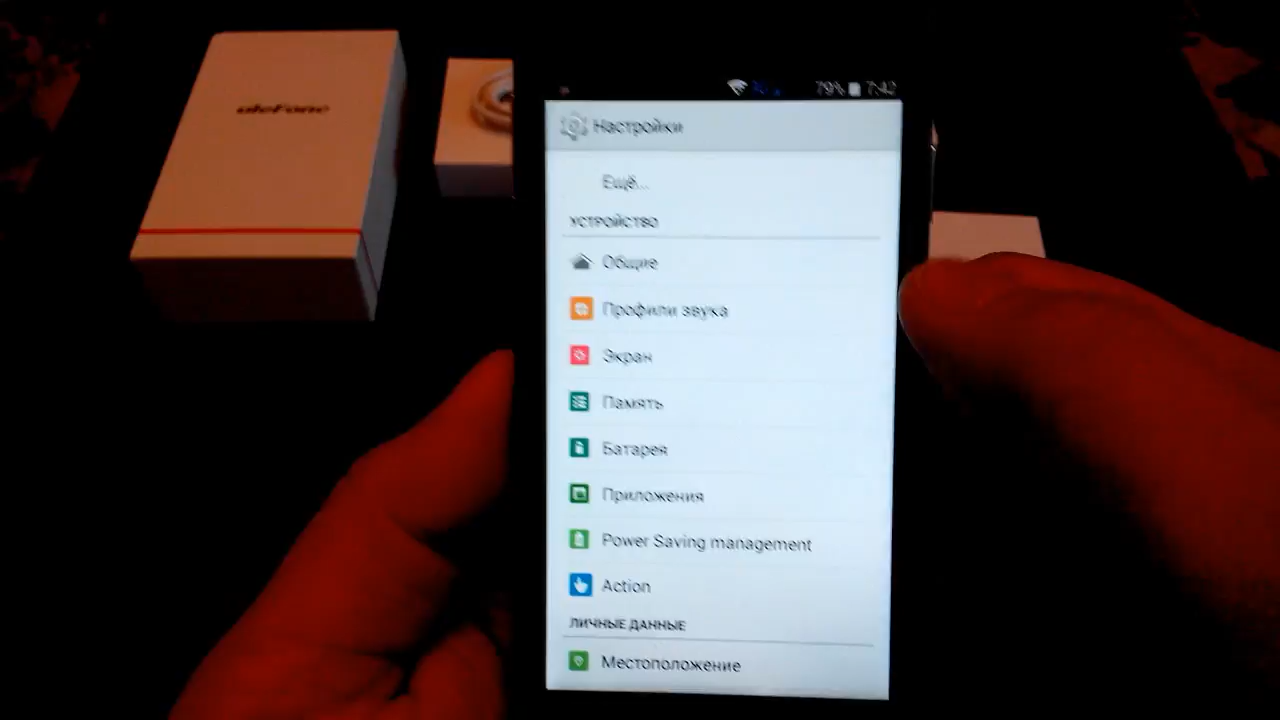 uleFone
79% 7:42
Настройки
Ещё...
УСТРОЙСТВО
Общие
Профили звука
Экран
Память
Батарея
Приложения
Power Saving management
Action
ЛИЧНЫЕ ДАННЫЕ
Местоположение